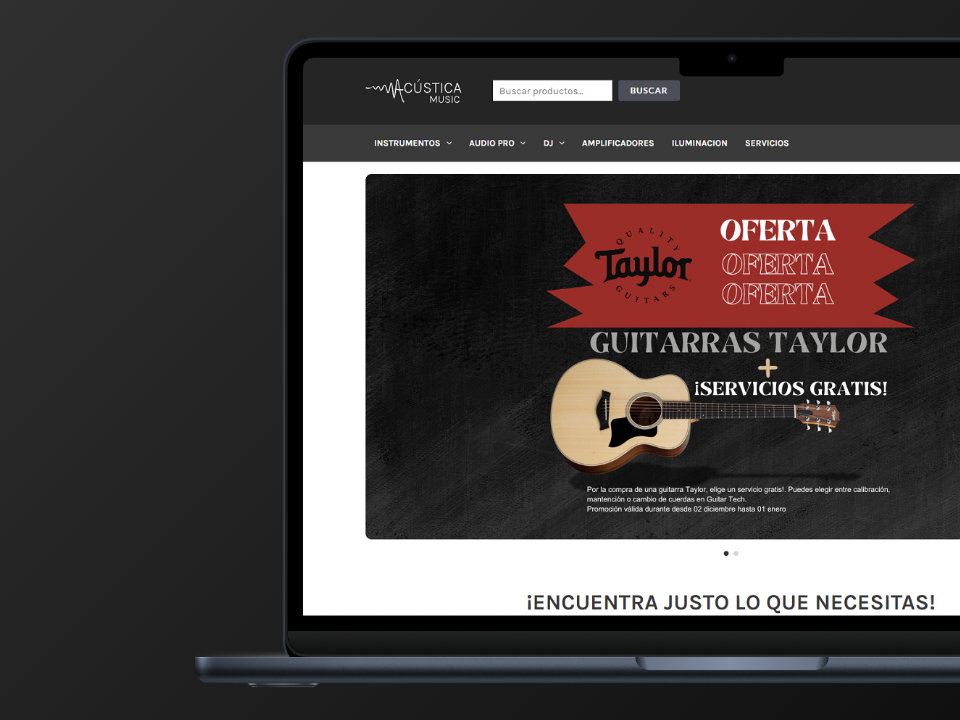 ACÚSTICA
MUSIC
Buscar productos...
BUSCAR
INSTRUMENTOS
AUDIO PRO
DJ
AMPLIFICADORES
ILUMINACION
SERVICIOS
QUALITY
Taylor
GUITARS
OFERTA
OFERTA
OFERTA
GUITARRAS TAYLOR
+
¡SERVICIOS GRATIS!
Por la compra de una guitarra Taylor, elige un servicio gratis!. Puedes elegir entre calibración,
mantención o cambio de cuerdas en Guitar Tech.
Promoción válida durante desde 02 diciembre hasta 01 enero
¡ENCUENTRA JUSTO LO QUE NECESITAS!